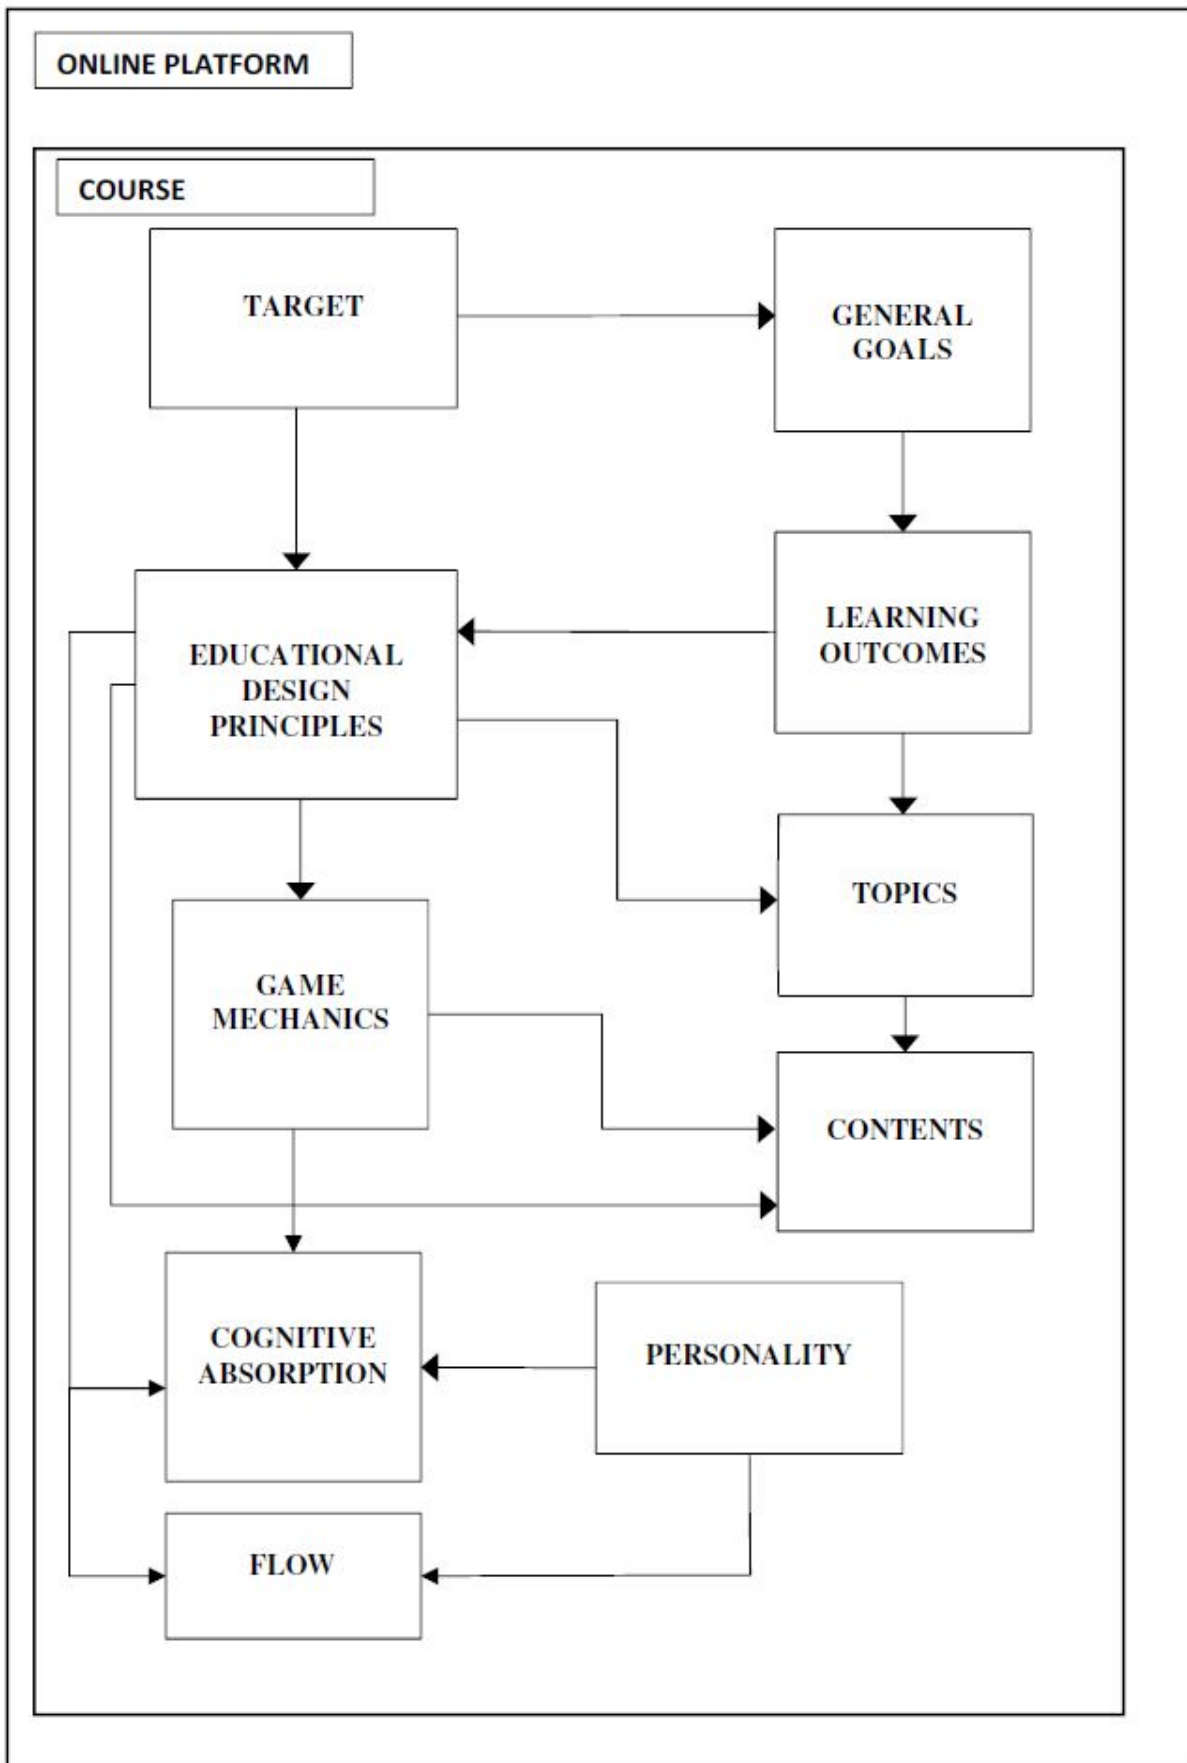 ONLINE PLATFORM
COURSE
TARGET
GENERAL
GOALS
LEARNING
OUTCOMES
EDUCATIONAL
DESIGN
PRINCIPLES
TOPICS
GAME
MECHANICS
CONTENTS
COGNITIVE
ABSORPTION
PERSONALITY
FLOW